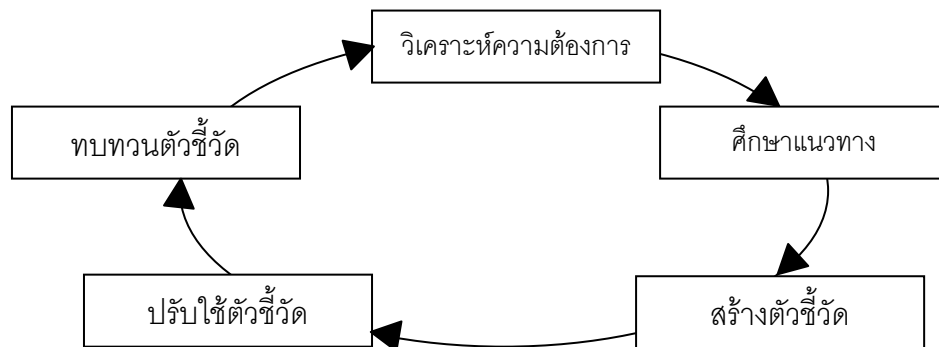 วิเคราะห์ความต้องการ
ทบทวนตัวชี้วัด
ศึกษาแนวทาง
ปรับใช้ตัวชี้วัด
สร้างตัวชี้วัด